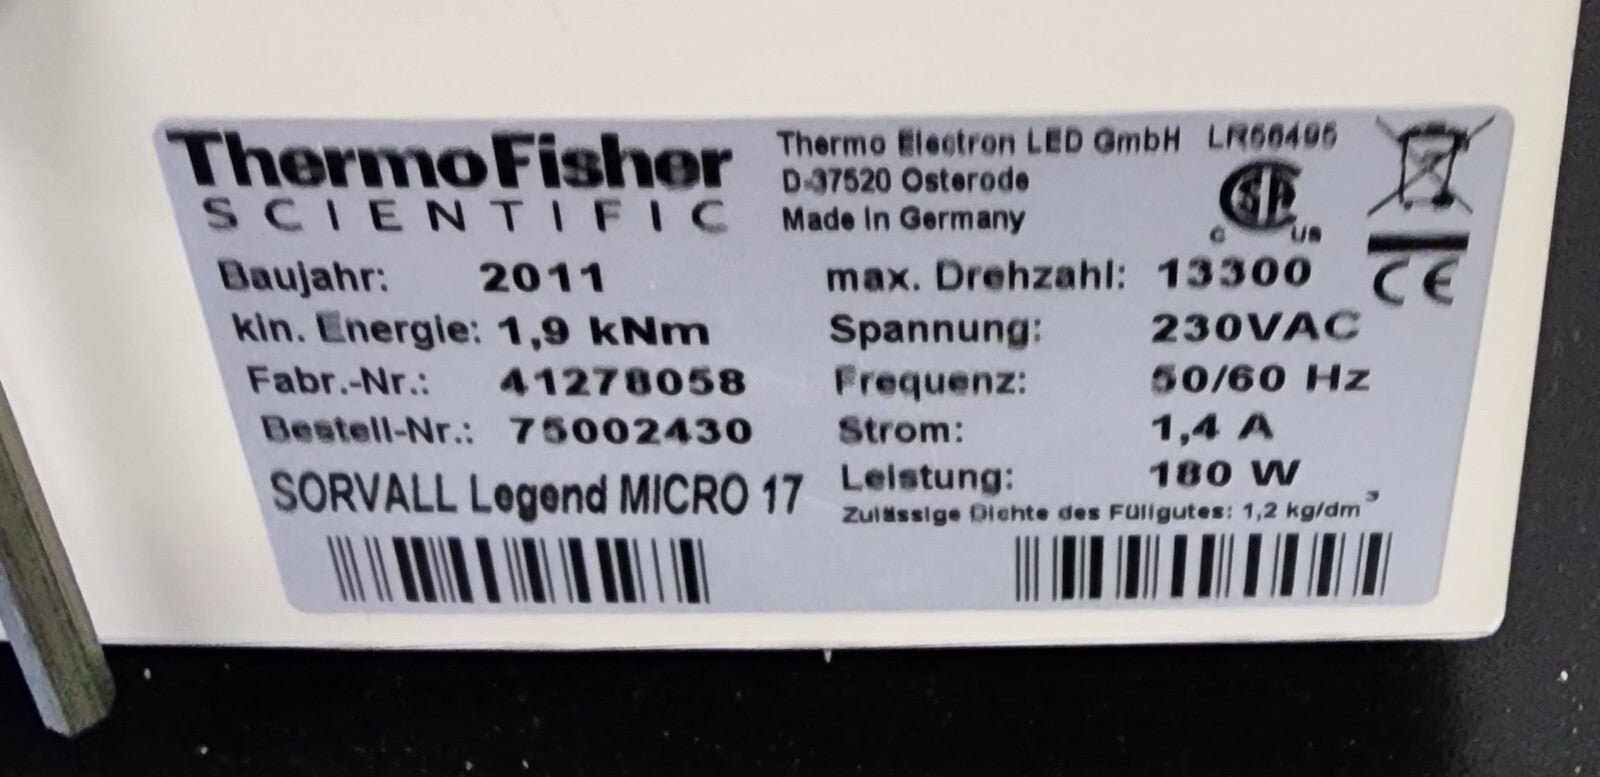 ThermoFisher
SCIENTIFIC
Thermo Electron LED GmbH LR56495
D-37520 Osterode
Made in Germany
C US
CE
Baujahr: 2011
kin. Energie: 1,9 kNm
Fabr.-Nr.: 41278058
Bestell-Nr.: 75002430
SORVALL Legend MICRO 17
max. Drehzahl: 13300
Spannung: 230VAC
Frequenz: 50/60 Hz
Strom: 1,4 A
Leistung: 180 W
Zulässige Dichte des Füllgutes: 1,2 kg/dm³